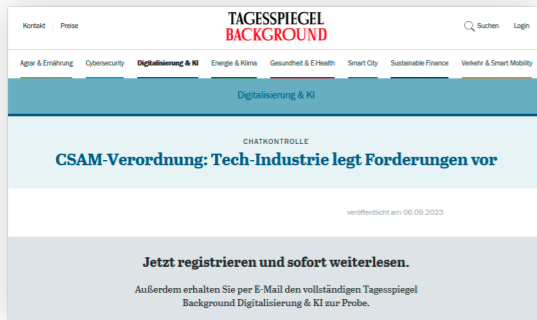 Kontakt Preise
TAGESSPIEGEL
BACKGROUND
Suchen Login
Agrar & Ernährung Cybersecurity Digitalisierung & KI Energie & Klima Gesundheit & E-Health Smart City Sustainable Finance Verkehr & Smart Mobility
Digitalisierung & KI
CHATKONTROLLE
CSAM-Verordnung: Tech-Industrie legt Forderungen vor
veröffentlicht am 06.09.2023
Jetzt registrieren und sofort weiterlesen.
Außerdem erhalten Sie per E-Mail den vollständigen Tagesspiegel
Background Digitalisierung & KI zur Probe.